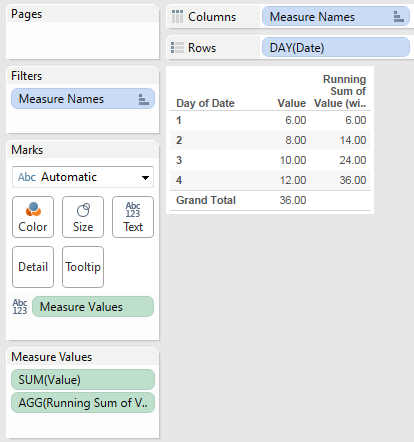 Pages
Columns Measure Names
Rows DAY(Date)
Filters
Measure Names
Marks
Abc Automatic
Color
Size
Abc
123
Text
Detail
Tooltip
Abc
123
Measure Values
Measure Values
SUM(Value)
AGG(Running Sum of V..
Running
Sum of
Day of Date Value Value (wi..
1 6.00 6.00
2 8.00 14.00
3 10.00 24.00
4 12.00 36.00
Grand Total 36.00